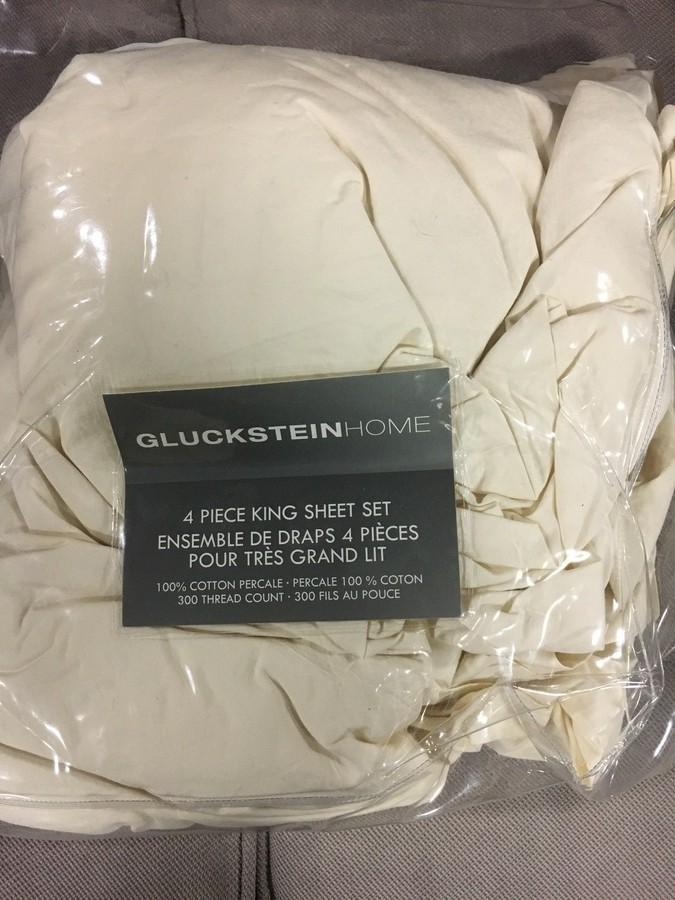 GLUCKSTEINHOME
4 PIECE KING SHEET SET
ENSEMBLE DE DRAPS 4 PIÈCES
POUR TRÈS GRAND LIT
100% COTTON PERCALE · PERCALE 100 % COTON
300 THREAD COUNT · 300 FILS AU POUCE